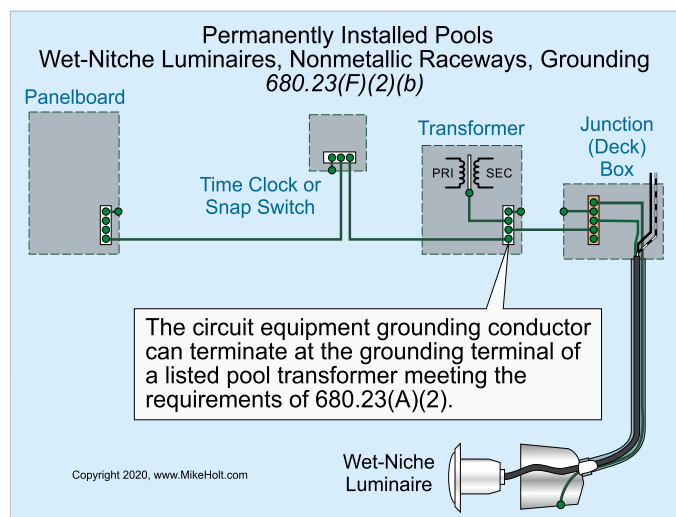 Permanently Installed Pools
Wet-Nitche Luminaires, Nonmetallic Raceways, Grounding
680.23(F)(2)(b)
Panelboard
Time Clock or
Snap Switch
Transformer
PRI
SEC
Junction
(Deck)
Box
The circuit equipment grounding conductor
can terminate at the grounding terminal of
a listed pool transformer meeting the
requirements of 680.23(A)(2).
Wet-Niche
Luminaire
Copyright 2020, www.MikeHolt.com